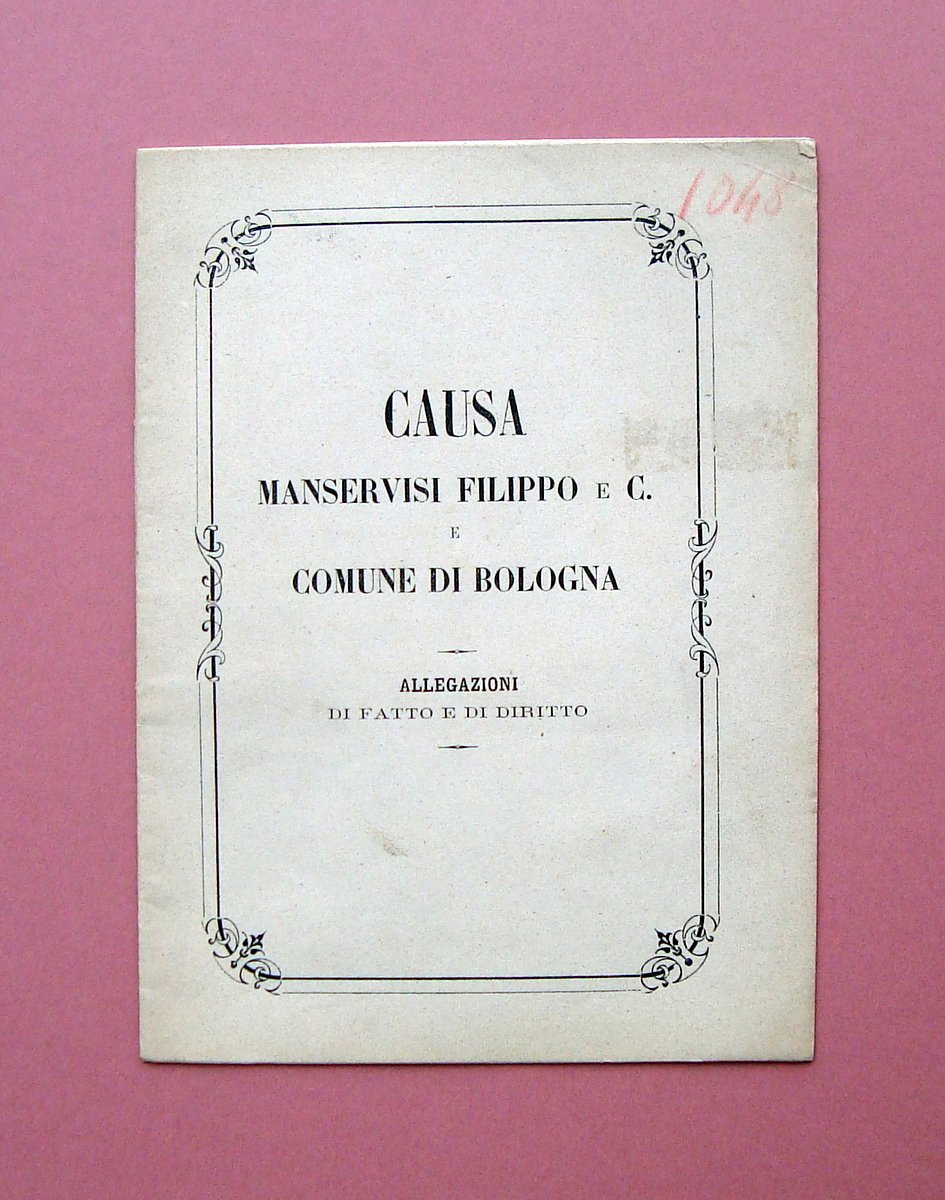 1048
CAUSA
MANSERVISI FILIPPO E C.
E
COMUNE DI BOLOGNA
ALLEGAZIONI
DI FATTO E DI DIRITTO